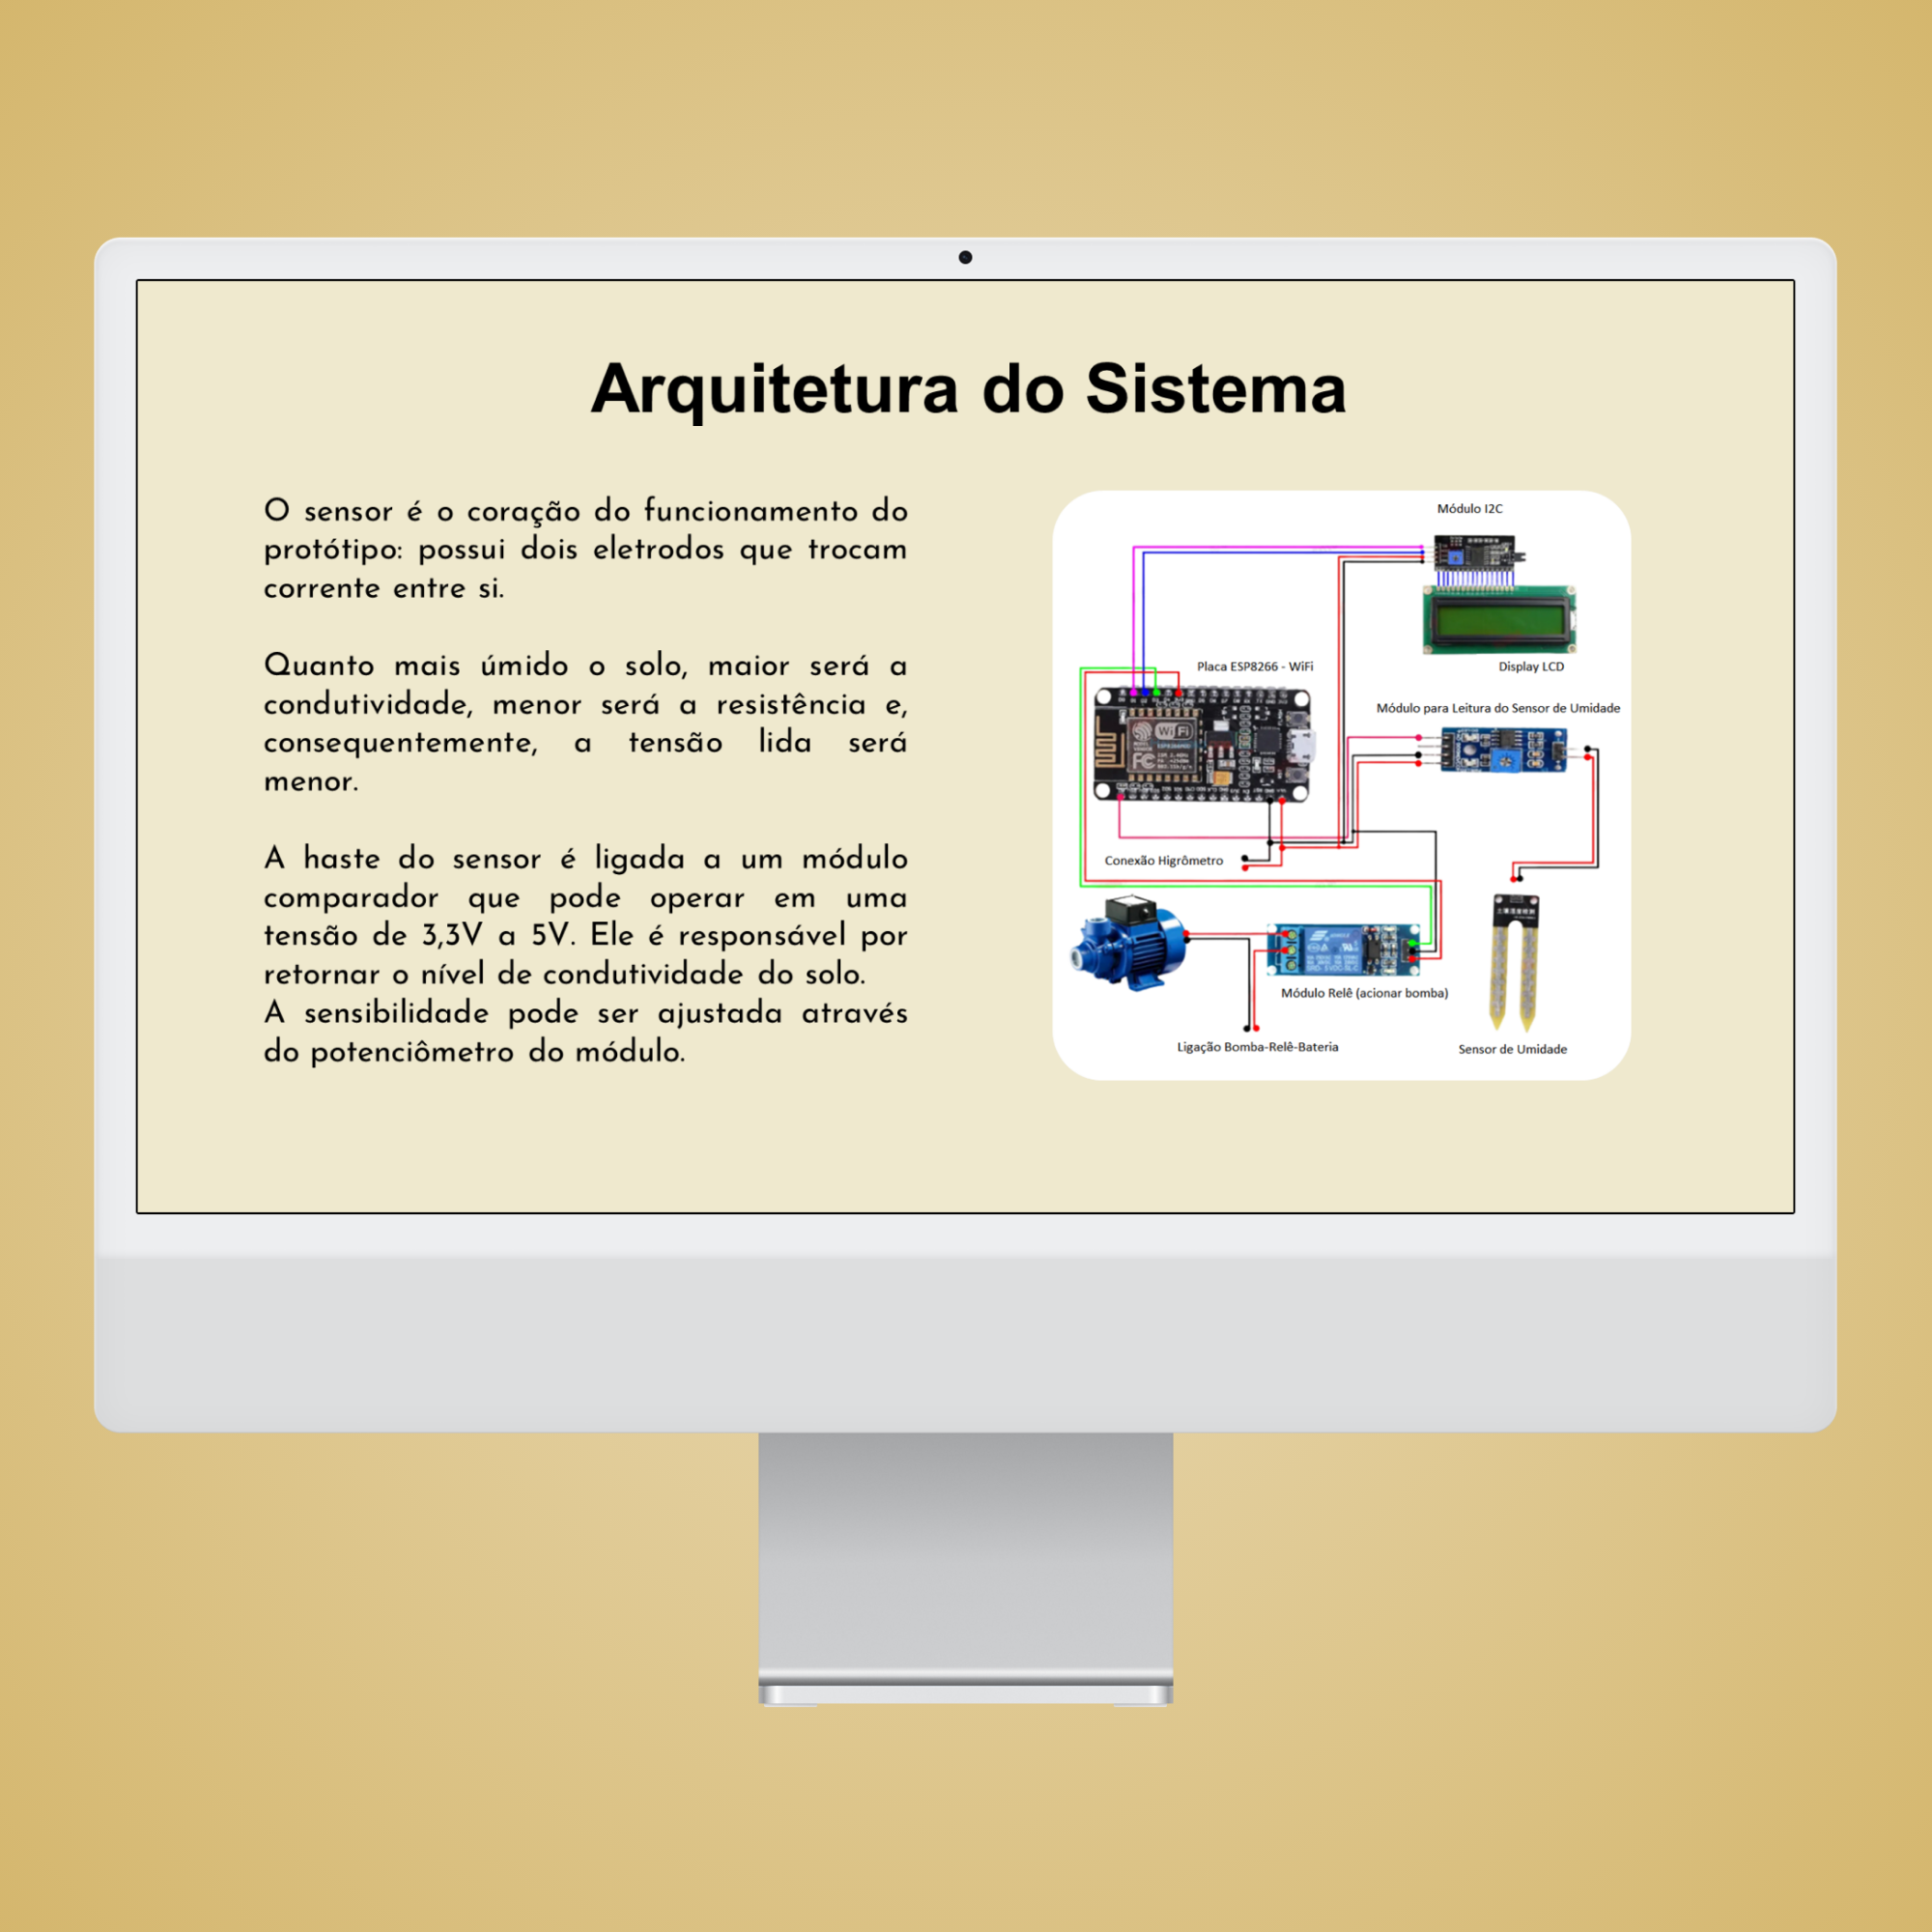 Arquitetura do Sistema
O sensor é o coração do funcionamento do
protótipo: possui dois eletrodos que trocam
corrente entre si.
Quanto mais úmido o solo, maior será a
condutividade, menor será a resistência e,
consequentemente, a tensão lida será
menor.
A haste do sensor é ligada a um módulo
comparador que pode operar em uma
tensão de 3,3V a 5V. Ele é responsável por
retornar o nível de condutividade do solo.
A sensibilidade pode ser ajustada através
do potenciômetro do módulo.
Módulo I2C
Display LCD
Placa ESP8266 - WiFi
Módulo para Leitura do Sensor de Umidade
WiFi
FC
Conexão Higrômetro
Módulo Relê (acionar bomba)
Ligação Bomba-Relê-Bateria
Sensor de Umidade